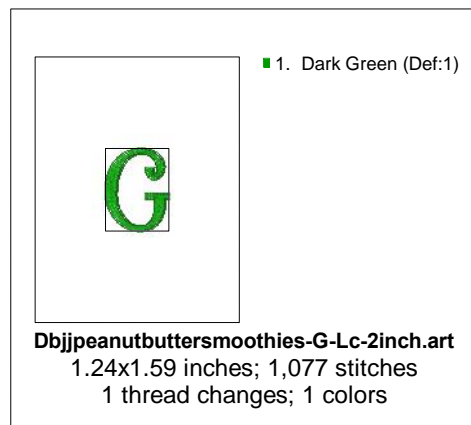 1. Dark Green (Def:1)
G
Dbjjpeanutbuttersmoothies-G-Lc-2inch.art
1.24x1.59 inches; 1,077 stitches
1 thread changes; 1 colors